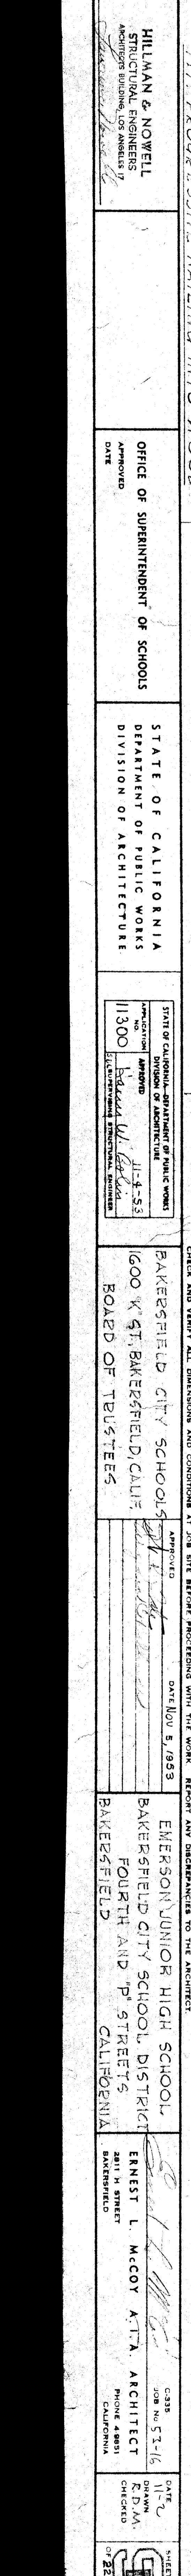 HILLMAN & NOWELL
STRUCTURAL ENGINEERS
ARCHITECTS BUILDING, LOS ANGELES 17
OFFICE OF SUPERINTENDENT OF SCHOOLS
APPROVED
DATE
STATE OF CALIFORNIA
DEPARTMENT OF PUBLIC WORKS
DIVISION OF ARCHITECTURE
STATE OF CALIFORNIA—DEPARTMENT OF PUBLIC WORKS
DIVISION OF ARCHITECTURE
APPLICATION NO.
11300
APPROVED 11-4-53
SUPERVISING STRUCTURAL ENGINEER
CHECK AND VERIFY ALL DIMENSIONS AND CONDITIONS AT JOB SITE BEFORE PROCEEDING WITH THE WORK REPORT ANY DISCREPANCIES TO THE ARCHITECT.
BAKERSFIELD CITY SCHOOLS
1600 "K" ST, BAKERSFIELD, CALIF.
BOARD OF TRUSTEES
APPROVED
DATE NOV 5, 1953
EMERSON JUNIOR HIGH SCHOOL
BAKERSFIELD CITY SCHOOL DISTRICT
FOURTH AND "P" STREETS
BAKERSFIELD CALIFORNIA
ERNEST L. McCOY A.I.A. ARCHITECT
2811 H STREET PHONE 4-9851
BAKERSFIELD CALIFORNIA
C-335
JOB No 53-16
DATE 11-2
DRAWN R.D.M.
CHECKED
SHEET
OF 22